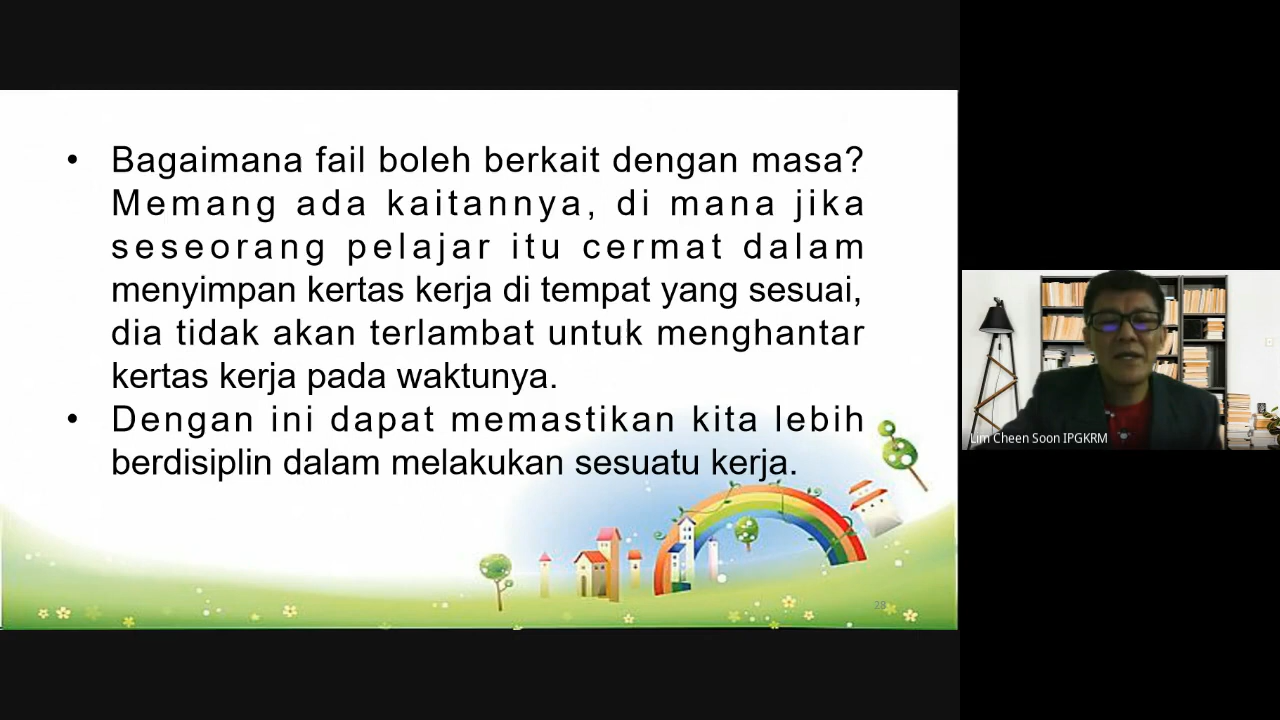 • Bagaimana fail boleh berkait dengan masa?
Memang ada kaitannya, di mana jika
seseorang pelajar itu cermat dalam
menyimpan kertas kerja di tempat yang sesuai,
dia tidak akan terlambat untuk menghantar
kertas kerja pada waktunya.
• Dengan ini dapat memastikan kita lebih
berdisiplin dalam melakukan sesuatu kerja.
28
Lim Cheen Soon IPGKRM